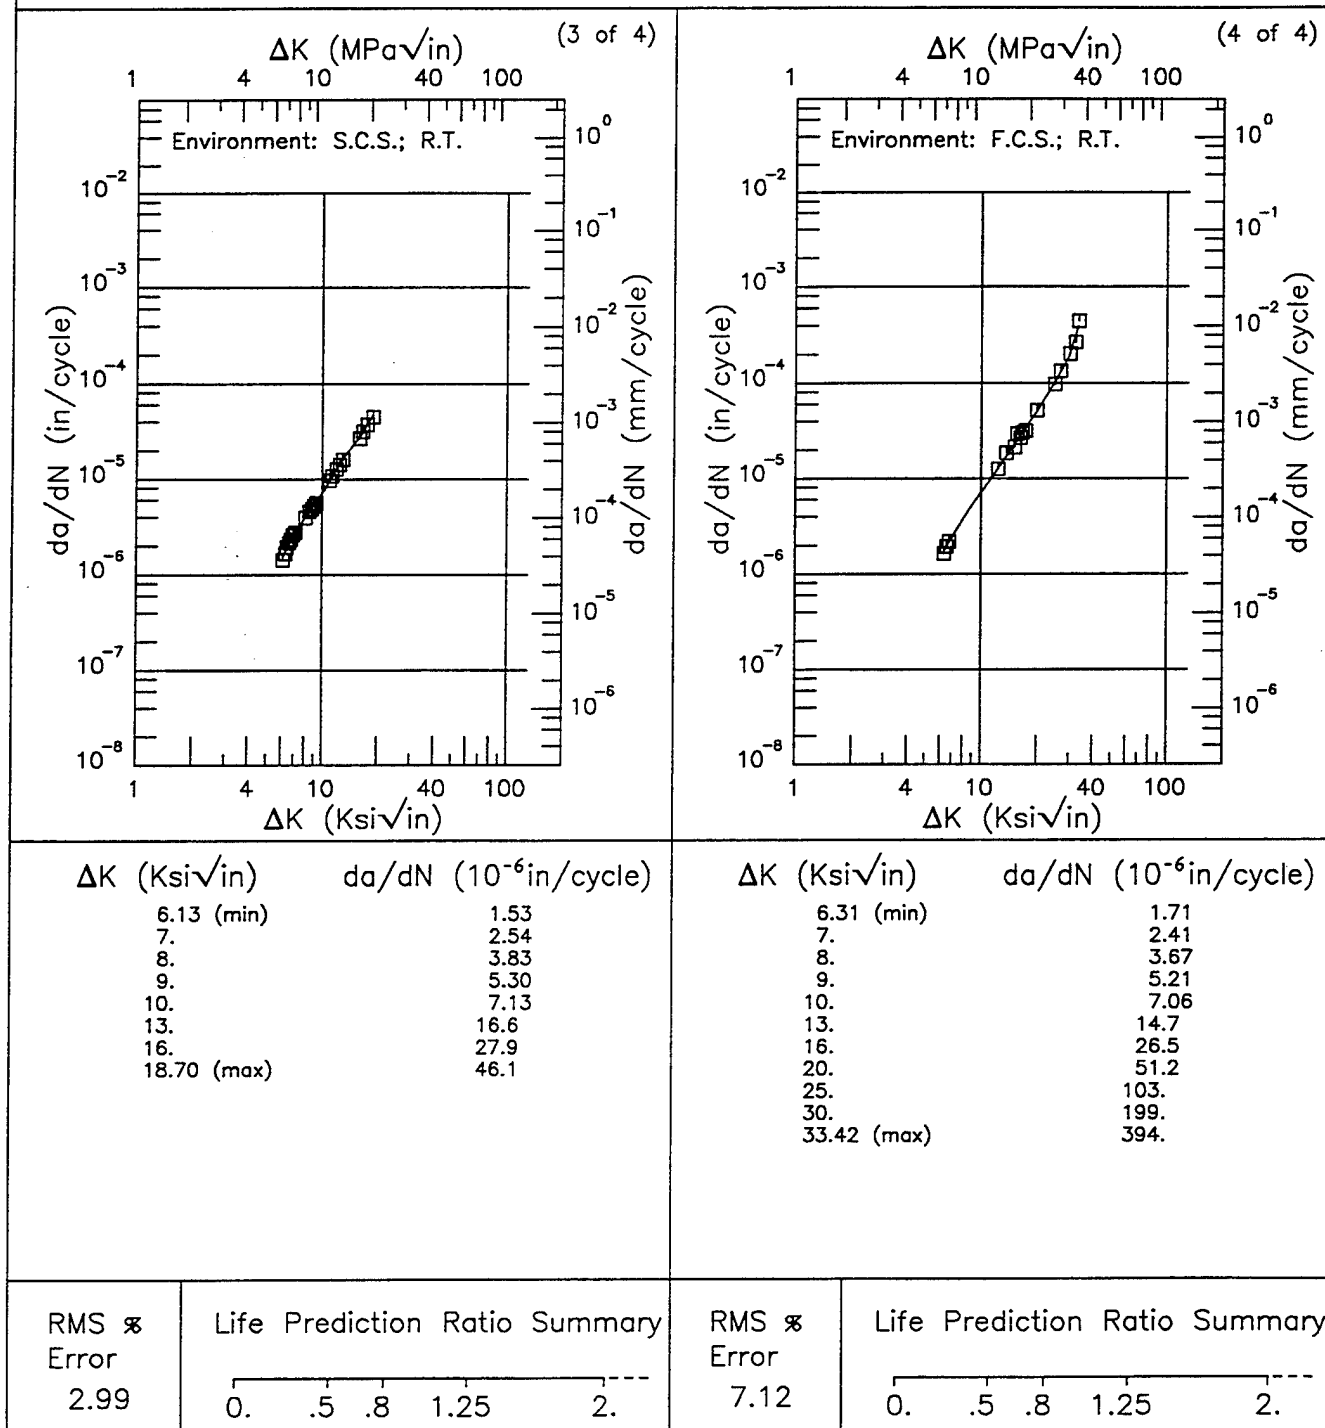 (3 of 4)
ΔK (MPa√in)
1 4 10 40 100
Environment: S.C.S.; R.T.
da/dN (in/cycle)
10⁻²
10⁻³
10⁻⁴
10⁻⁵
10⁻⁶
10⁻⁷
10⁻⁸
10⁰
10⁻¹
10⁻²
10⁻³
10⁻⁴
10⁻⁵
10⁻⁶
da/dN (mm/cycle)
1 4 10 40 100
ΔK (Ksi√in)
ΔK (Ksi√in) da/dN (10⁻⁶in/cycle)
6.13 (min) 1.53
7. 2.54
8. 3.83
9. 5.30
10. 7.13
13. 16.6
16. 27.9
18.70 (max) 46.1
RMS % Error
2.99
Life Prediction Ratio Summary
0. .5 .8 1.25 2.
(4 of 4)
ΔK (MPa√in)
1 4 10 40 100
Environment: F.C.S.; R.T.
da/dN (in/cycle)
10⁻²
10⁻³
10⁻⁴
10⁻⁵
10⁻⁶
10⁻⁷
10⁻⁸
10⁰
10⁻¹
10⁻²
10⁻³
10⁻⁴
10⁻⁵
10⁻⁶
da/dN (mm/cycle)
1 4 10 40 100
ΔK (Ksi√in)
ΔK (Ksi√in) da/dN (10⁻⁶in/cycle)
6.31 (min) 1.71
7. 2.41
8. 3.67
9. 5.21
10. 7.06
13. 14.7
16. 26.5
20. 51.2
25. 103.
30. 199.
33.42 (max) 394.
RMS % Error
7.12
Life Prediction Ratio Summary
0. .5 .8 1.25 2.